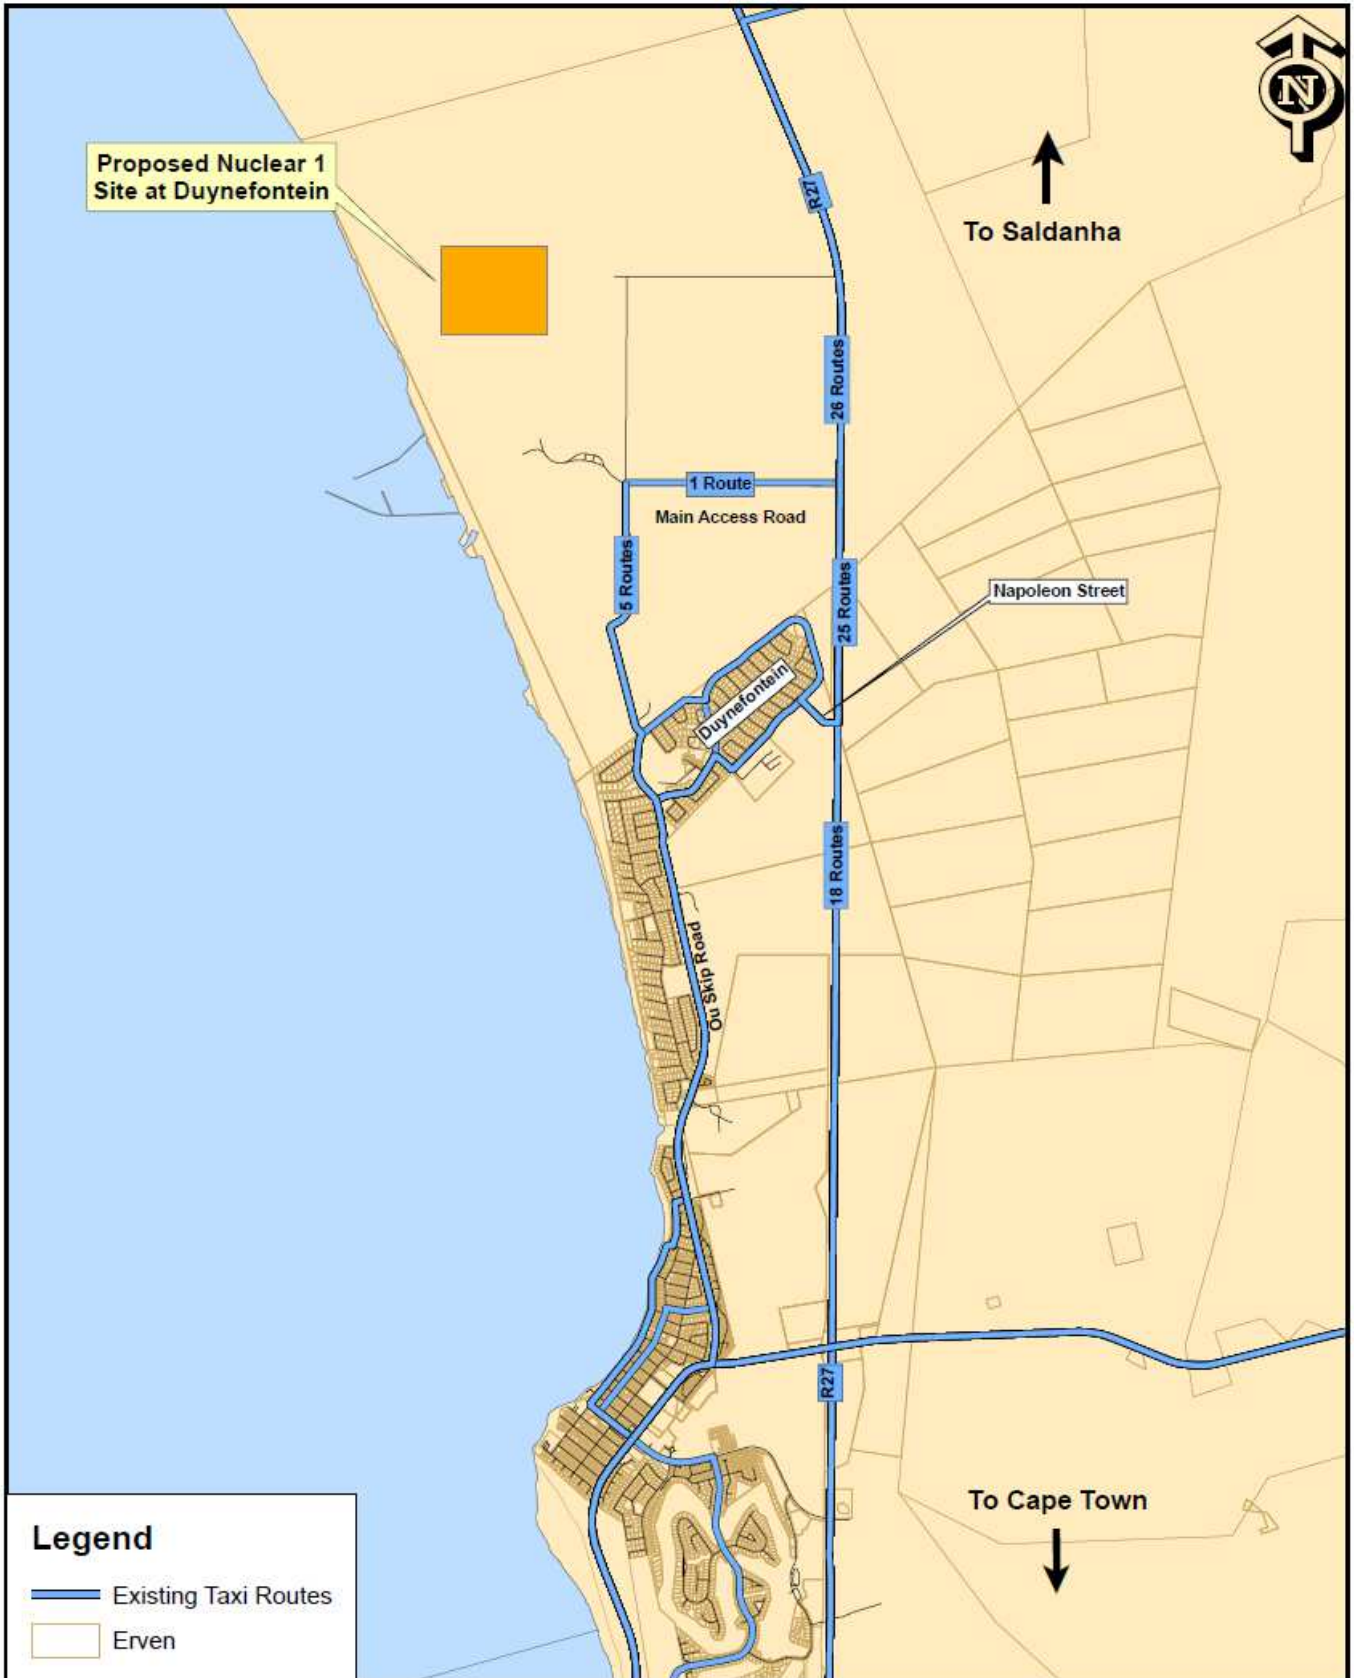 N
Proposed Nuclear 1
Site at Duynefontein
R27
To Saldanha
26 Routes
1 Route
Main Access Road
5 Routes
25 Routes
Napoleon Street
Duynefontein
18 Routes
Ou Skip Road
R27
To Cape Town
Legend
Existing Taxi Routes
Erven